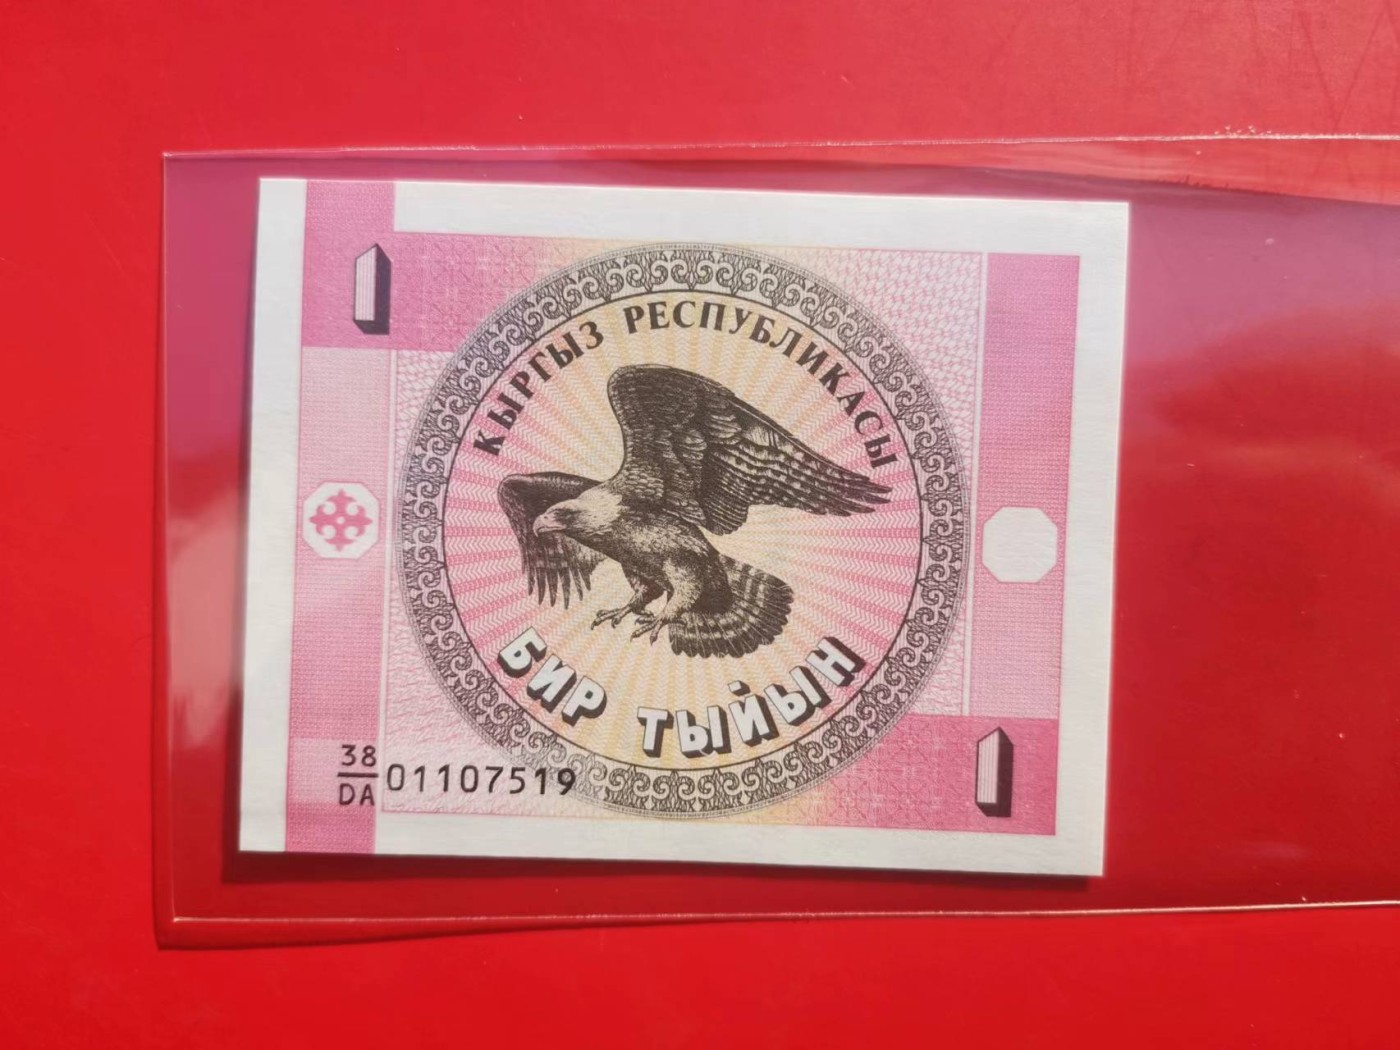 1
КЫРГЫЗ РЕСПУБЛИКАСЫ
БИР ТЫЙЫН
38
DA 01107519
1